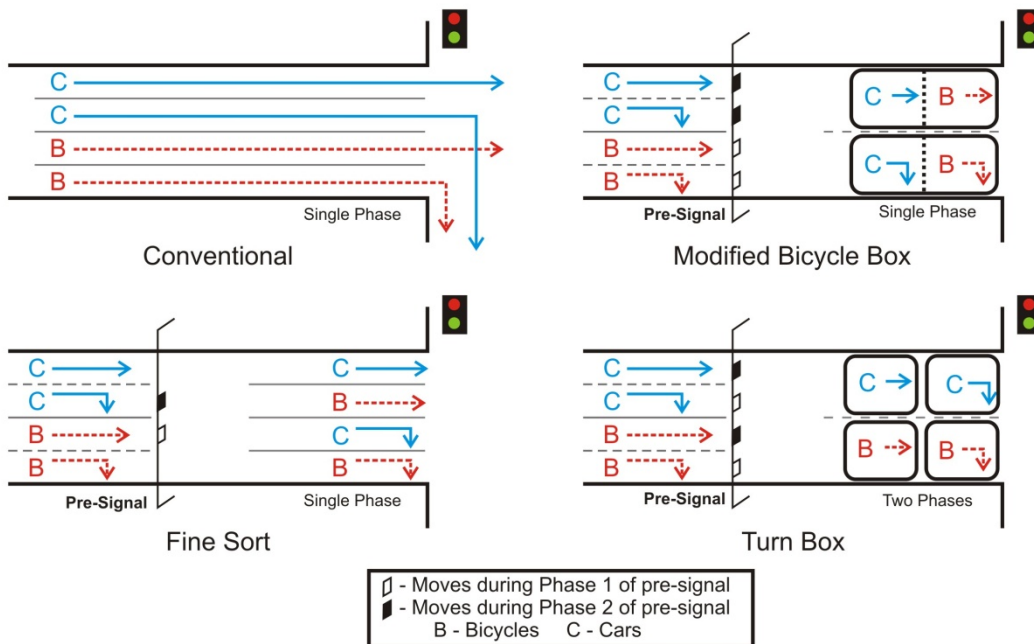 C
C
B
B
Single Phase
Conventional
C
C
B
B
C
B
C
B
Pre-Signal
Single Phase
Modified Bicycle Box
C
C
B
B
C
B
C
B
Pre-Signal
Single Phase
Fine Sort
C
C
B
B
C
C
B
B
Pre-Signal
Two Phases
Turn Box
- Moves during Phase 1 of pre-signal
- Moves during Phase 2 of pre-signal
B - Bicycles C - Cars